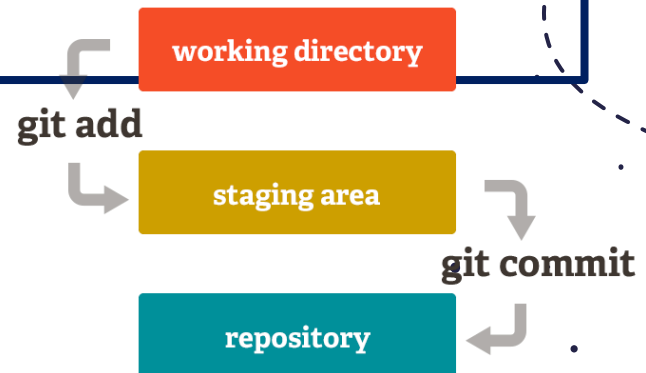 working directory
git add
staging area
git commit
repository